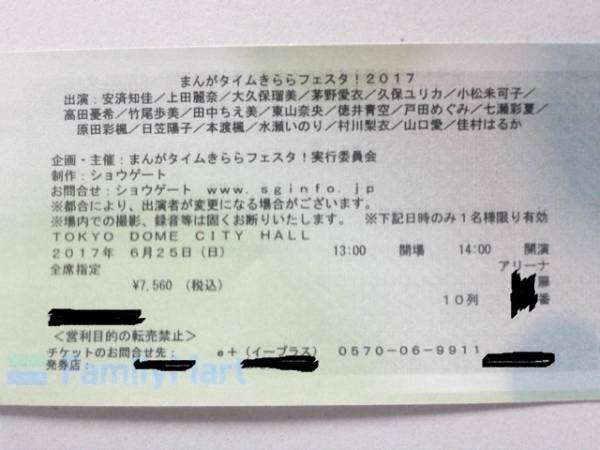 まんがタイムきららフェスタ!2017
出演:安済知佳/上田麗奈/大久保瑠美/茅野愛衣/久保ユリカ/小松未可子/
高田憂希/竹尾歩美/田中ちえ美/東山奈央/徳井青空/戸田めぐみ/七瀬彩夏/
原田彩楓/日笠陽子/本渡楓/水瀬いのり/村川梨衣/山口愛/佳村はるか
企画・主催:まんがタイムきららフェスタ!実行委員会
制作:ショウゲート
お問合せ:ショウゲート www.sginfo.jp
※都合により、出演者が変更になる場合がございます。
※場内での撮影、録音等は固くお断りいたします。 ※下記日時のみ1名様限り有効
TOKYO DOME CITY HALL
2017年 6月25日(日) 13:00 開場 14:00 開演
全席指定 アリーナ
¥7,560 (税込)
10列 番
<営利目的の転売禁止>
チケットのお問合せ先: e+(イープラス) 0570-06-9911
発券店:
FamilyMart